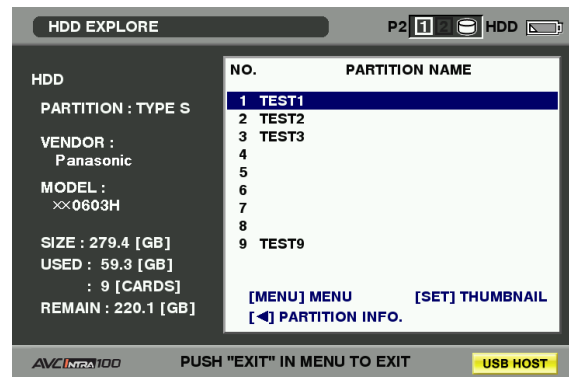 HDD EXPLORE
P2 1 2 HDD
HDD
PARTITION : TYPE S
VENDOR :
Panasonic
MODEL :
××0603H
SIZE : 279.4 [GB]
USED : 59.3 [GB]
: 9 [CARDS]
REMAIN : 220.1 [GB]
NO. PARTITION NAME
1 TEST1
2 TEST2
3 TEST3
4
5
6
7
8
9 TEST9
[MENU] MENU [SET] THUMBNAIL
[◀] PARTITION INFO.
AVC INTRA 100 PUSH "EXIT" IN MENU TO EXIT USB HOST